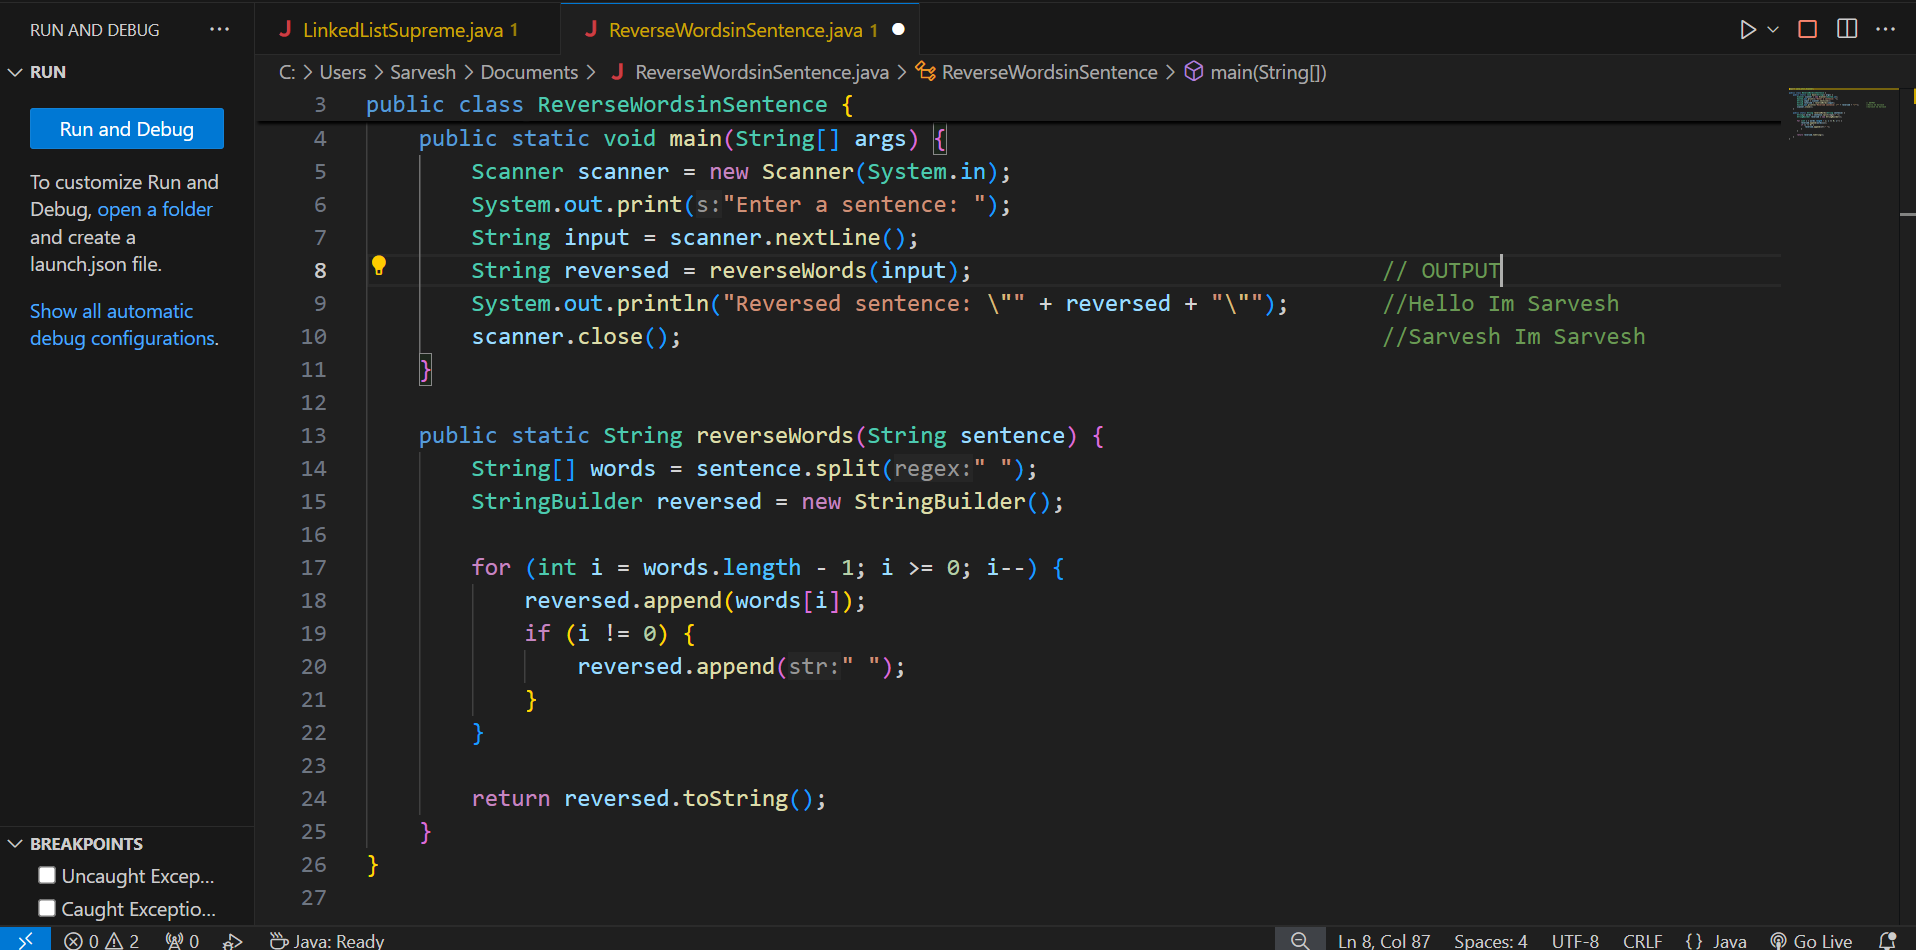 RUN AND DEBUG ···
LinkedListSupreme.java 1
ReverseWordsinSentence.java 1
RUN
C: > Users > Sarvesh > Documents > ReverseWordsinSentence.java > ReverseWordsinSentence > main(String[])
Run and Debug
To customize Run and
Debug, open a folder
and create a
launch.json file.
Show all automatic
debug configurations.
3 public class ReverseWordsinSentence {
4 public static void main(String[] args) {
5 Scanner scanner = new Scanner(System.in);
6 System.out.print(s:"Enter a sentence: ");
7 String input = scanner.nextLine();
8 String reversed = reverseWords(input); // OUTPUT
9 System.out.println("Reversed sentence: \"" + reversed + "\""); //Hello Im Sarvesh
10 scanner.close(); //Sarvesh Im Sarvesh
11 }
12
13 public static String reverseWords(String sentence) {
14 String[] words = sentence.split(regex:" ");
15 StringBuilder reversed = new StringBuilder();
16
17 for (int i = words.length - 1; i >= 0; i--) {
18 reversed.append(words[i]);
19 if (i != 0) {
20 reversed.append(str:" ");
21 }
22 }
23
24 return reversed.toString();
25 }
26 }
27
BREAKPOINTS
Uncaught Excep...
Caught Exceptio...
0 2 0 Java: Ready Ln 8, Col 87 Spaces: 4 UTF-8 CRLF {} Java Go Live